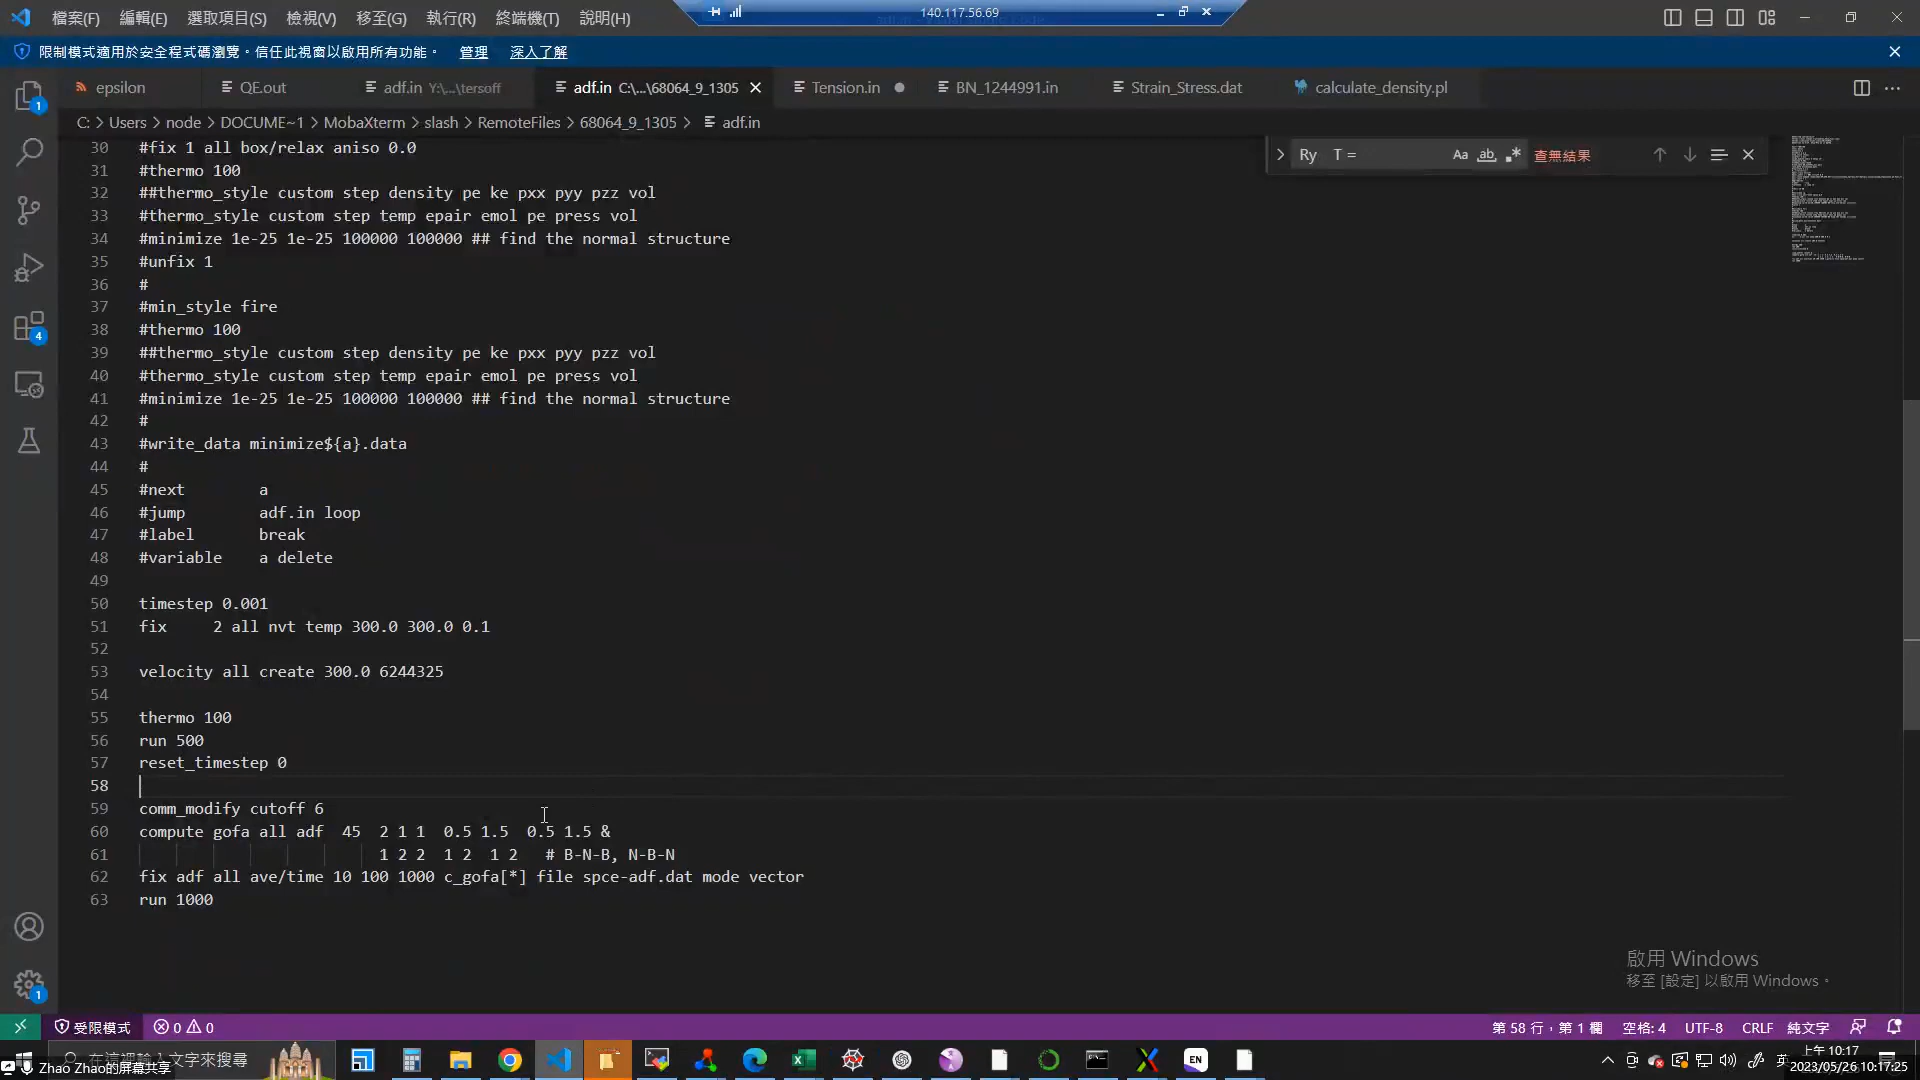 檔案(F) 編輯(E) 選取項目(S) 檢視(V) 移至(G) 執行(R) 終端機(T) 說明(H)
140.117.56.69
限制模式適用於安全程式碼瀏覽。信任此視窗以啟用所有功能。 管理 深入了解
epsilon QE.out adf.in Y:\...\tersoff adf.in C:\...\68064_9_1305 Tension.in BN_1244991.in Strain_Stress.dat calculate_density.pl
C: > Users > node > DOCUME~1 > MobaXterm > slash > RemoteFiles > 68064_9_1305 > adf.in
Ry T = Aa ab 查無結果
30 #fix 1 all box/relax aniso 0.0
31 #thermo 100
32 ##thermo_style custom step density pe ke pxx pyy pzz vol
33 #thermo_style custom step temp epair emol pe press vol
34 #minimize 1e-25 1e-25 100000 100000 ## find the normal structure
35 #unfix 1
36 #
37 #min_style fire
38 #thermo 100
39 ##thermo_style custom step density pe ke pxx pyy pzz vol
40 #thermo_style custom step temp epair emol pe press vol
41 #minimize 1e-25 1e-25 100000 100000 ## find the normal structure
42 #
43 #write_data minimize${a}.data
44 #
45 #next a
46 #jump adf.in loop
47 #label break
48 #variable a delete
49
50 timestep 0.001
51 fix 2 all nvt temp 300.0 300.0 0.1
52
53 velocity all create 300.0 6244325
54
55 thermo 100
56 run 500
57 reset_timestep 0
58
59 comm_modify cutoff 6
60 compute gofa all adf 45 2 1 1 0.5 1.5 0.5 1.5 &
61 1 2 2 1 2 1 2 # B-N-B, N-B-N
62 fix adf all ave/time 10 100 1000 c_gofa[*] file spce-adf.dat mode vector
63 run 1000
啟用 Windows
移至 [設定] 以啟用 Windows。
受限模式 0 0 第 58 行，第 1 欄 空格: 4 UTF-8 CRLF 純文字
在這裡輸入文字來搜尋
EN
英
上午 10:17
Zhao Zhao的屏幕共享
2023/05/26 10:17:25